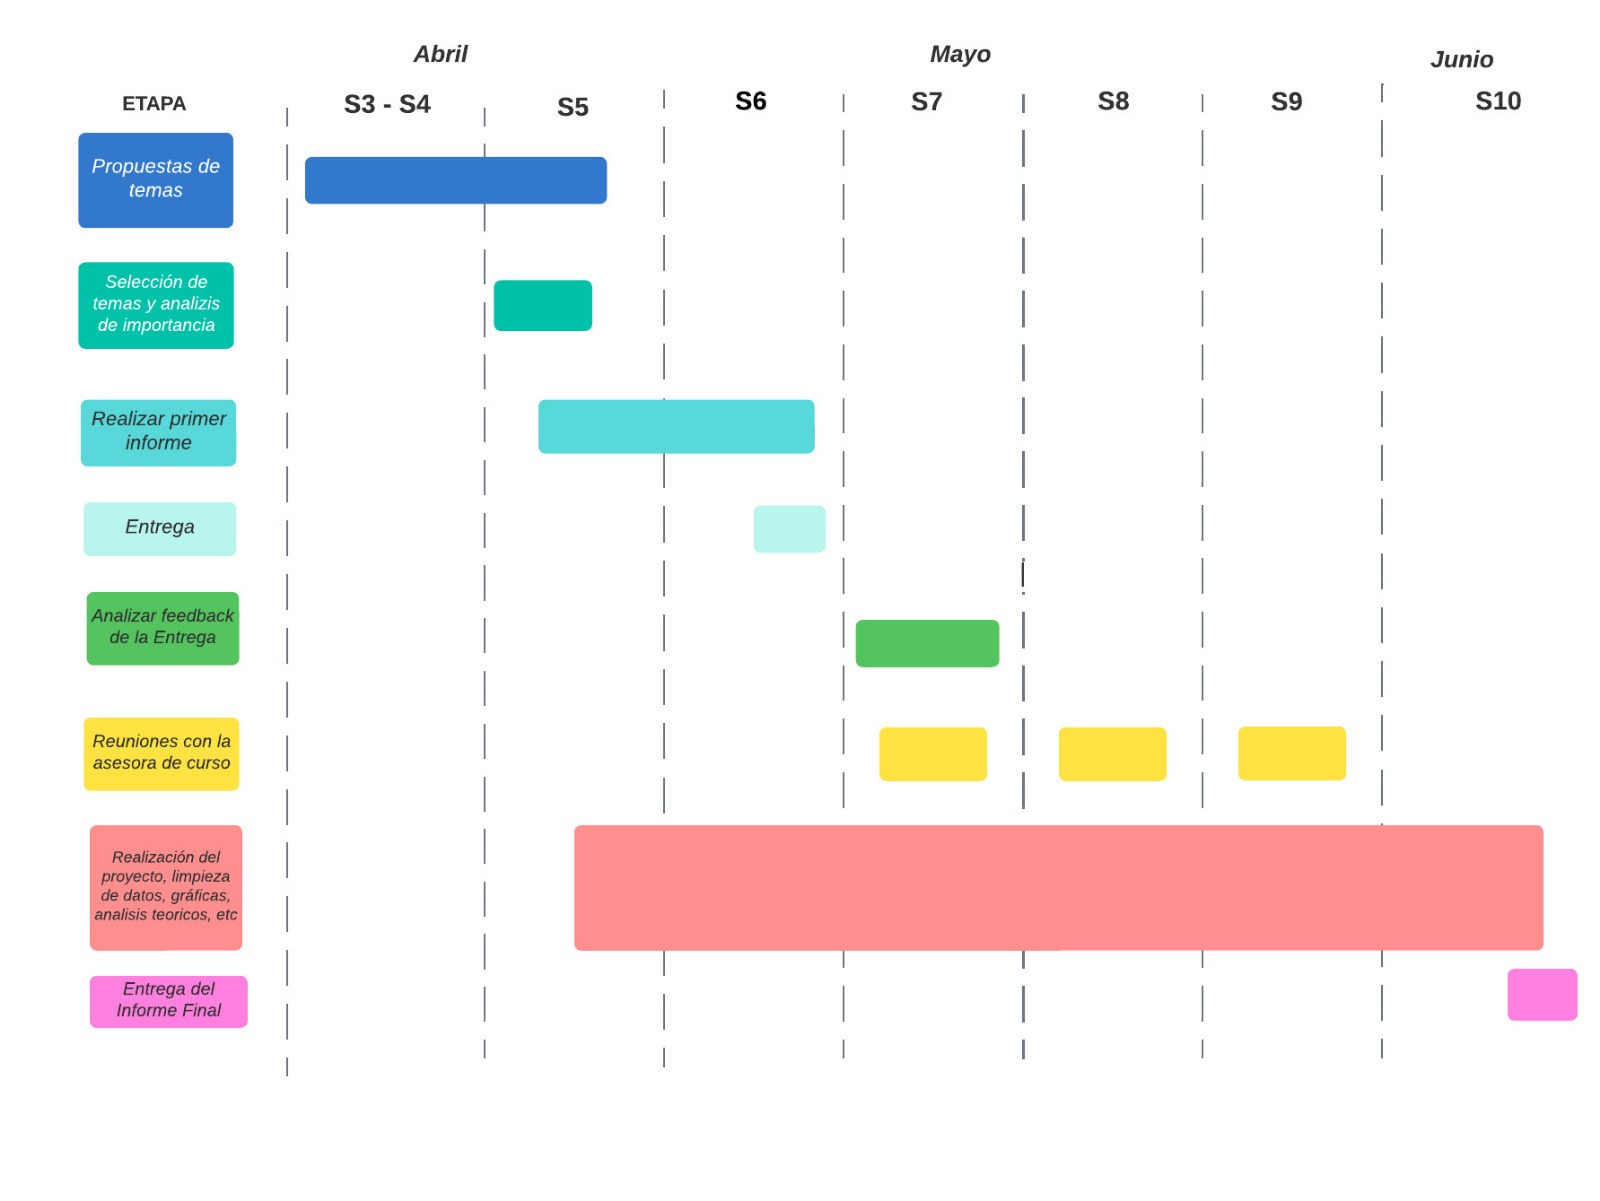 Abril Mayo Junio
ETAPA S3 - S4 S5 S6 S7 S8 S9 S10
Propuestas de
temas
Selección de
temas y analizis
de importancia
Realizar primer
informe
Entrega
Analizar feedback
de la Entrega
Reuniones con la
asesora de curso
Realización del
proyecto, limpieza
de datos, gráficas,
analisis teoricos, etc
Entrega del
Informe Final